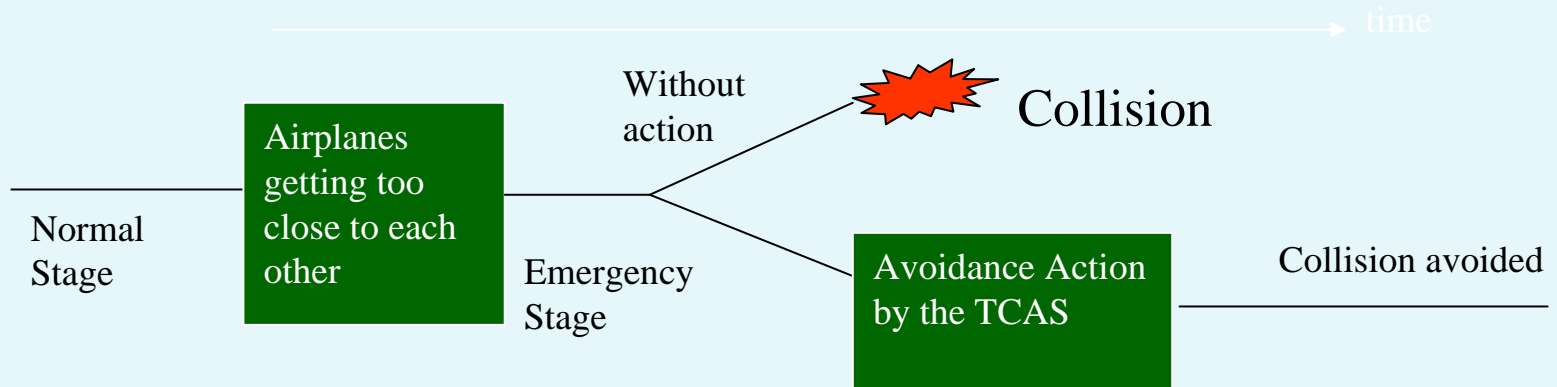 time
Without
action
Collision
Airplanes
getting too
close to each
other
Normal
Stage
Emergency
Stage
Avoidance Action
by the TCAS
Collision avoided